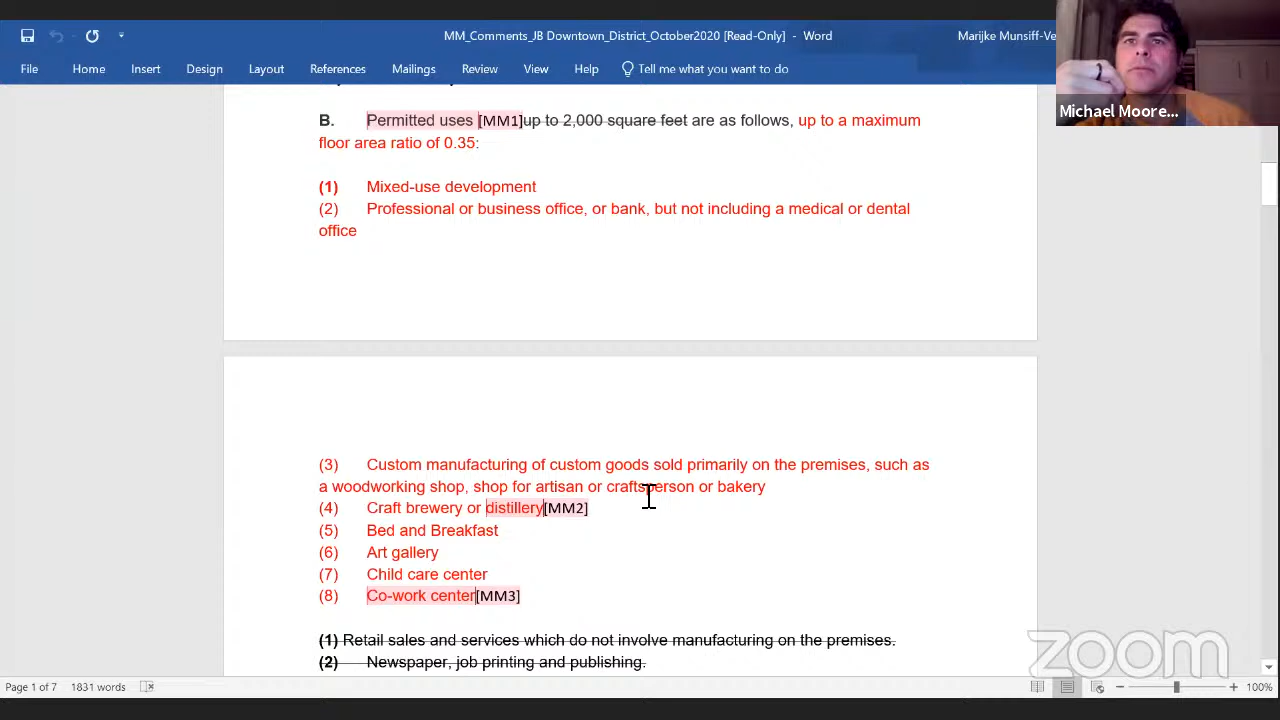 MM_Comments_JB Downtown_District_October2020 [Read-Only] - Word
Marijke Munsiff-Ve
File Home Insert Design Layout References Mailings Review View Help Tell me what you want to do
Michael Moore...
B. Permitted uses [MM1]up to 2,000 square feet are as follows, up to a maximum
floor area ratio of 0.35:
(1) Mixed-use development
(2) Professional or business office, or bank, but not including a medical or dental
office
(3) Custom manufacturing of custom goods sold primarily on the premises, such as
a woodworking shop, shop for artisan or craftsperson or bakery
(4) Craft brewery or distillery[MM2]
(5) Bed and Breakfast
(6) Art gallery
(7) Child care center
(8) Co-work center[MM3]
(1) Retail sales and services which do not involve manufacturing on the premises.
(2) Newspaper, job printing and publishing.
zoom
Page 1 of 7 1831 words
100%